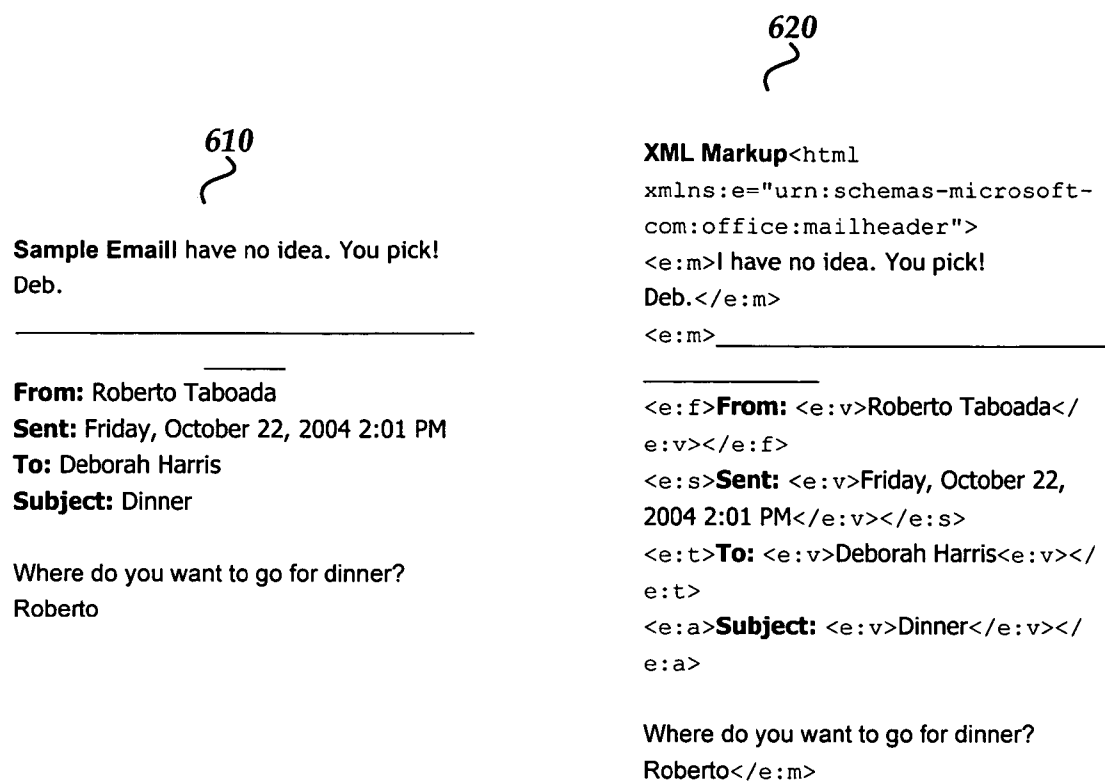 610
Sample EmailI have no idea. You pick!
Deb.
From: Roberto Taboada
Sent: Friday, October 22, 2004 2:01 PM
To: Deborah Harris
Subject: Dinner
Where do you want to go for dinner?
Roberto
620
XML Markup<html
xmlns:e="urn:schemas-microsoft-
com:office:mailheader">
<e:m>I have no idea. You pick!
Deb.</e:m>
<e:m>
<e:f>From: <e:v>Roberto Taboada</
e:v></e:f>
<e:s>Sent: <e:v>Friday, October 22,
2004 2:01 PM</e:v></e:s>
<e:t>To: <e:v>Deborah Harris<e:v></
e:t>
<e:a>Subject: <e:v>Dinner</e:v></
e:a>
Where do you want to go for dinner?
Roberto</e:m>